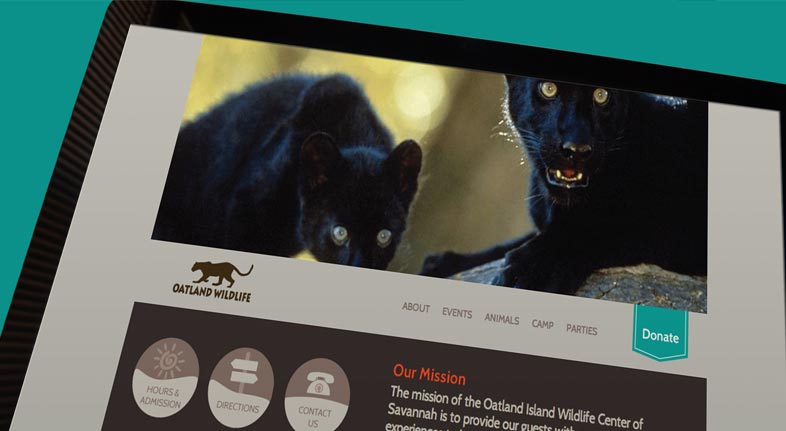 OATLAND WILDLIFE
ABOUT EVENTS ANIMALS CAMP PARTIES
Donate
HOURS &
ADMISSION
DIRECTIONS
CONTACT
US
Our Mission
The mission of the Oatland Island Wildlife Center of
Savannah is to provide our guests with